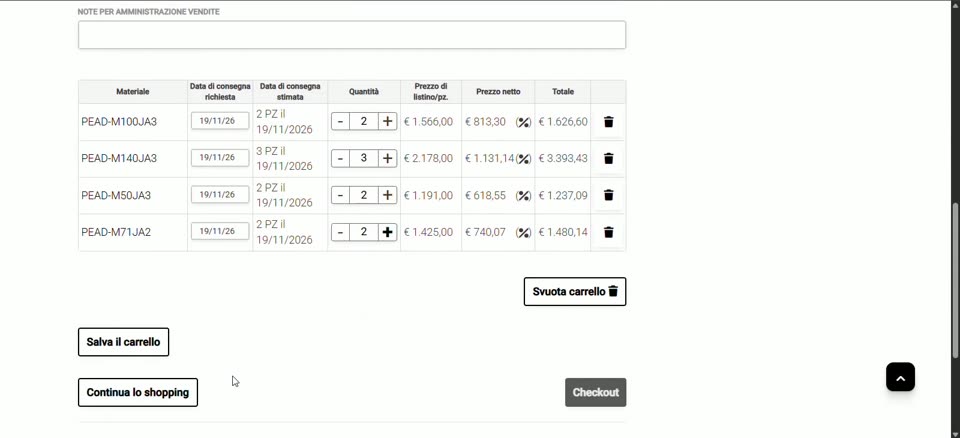 NOTE PER AMMINISTRAZIONE VENDITE
Materiale Data di consegna richiesta Data di consegna stimata Quantità Prezzo di listino/pz. Prezzo netto Totale
PEAD-M100JA3 19/11/26 2 PZ il 19/11/2026 - 2 + € 1.566,00 € 813,30 (%) € 1.626,60
PEAD-M140JA3 19/11/26 3 PZ il 19/11/2026 - 3 + € 2.178,00 € 1.131,14 (%) € 3.393,43
PEAD-M50JA3 19/11/26 2 PZ il 19/11/2026 - 2 + € 1.191,00 € 618,55 (%) € 1.237,09
PEAD-M71JA2 19/11/26 2 PZ il 19/11/2026 - 2 + € 1.425,00 € 740,07 (%) € 1.480,14
Svuota carrello
Salva il carrello
Continua lo shopping Checkout